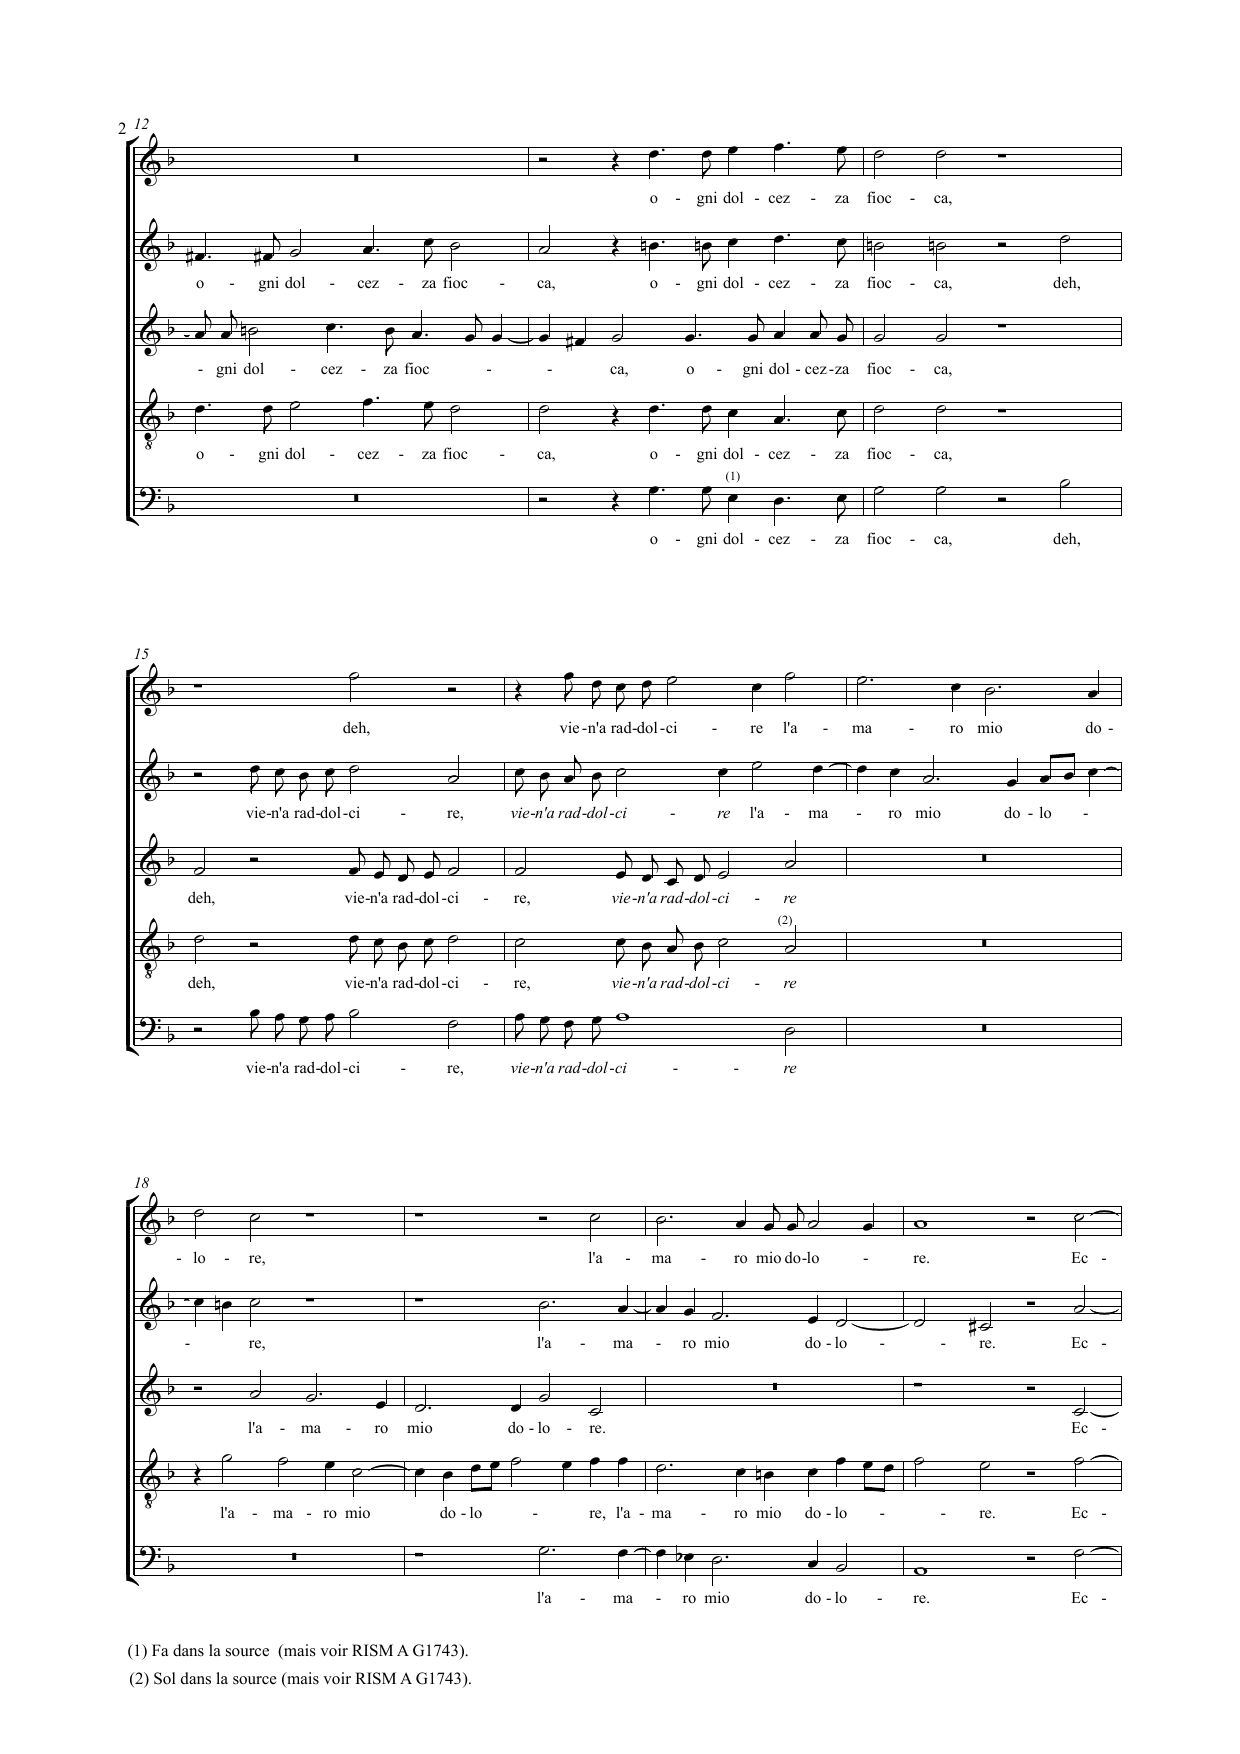 2 12
o - gni dol - cez - za fioc - ca,
o - gni dol - cez - za fioc - ca, o - gni dol - cez - za fioc - ca, deh,
- gni dol - cez - za fioc - - ca, o - gni dol - cez - za fioc - ca,
o - gni dol - cez - za fioc - ca, o - gni dol - cez - za fioc - ca,
(1)
o - gni dol - cez - za fioc - ca, deh,
15
deh, vie - n'a rad - dol - ci - re l'a - ma - ro mio do -
vie - n'a rad - dol - ci - re, vie - n'a rad - dol - ci - re l'a - ma - ro mio do - lo -
deh, vie - n'a rad - dol - ci - re, vie - n'a rad - dol - ci - re
(2)
deh, vie - n'a rad - dol - ci - re, vie - n'a rad - dol - ci - re
vie - n'a rad - dol - ci - re, vie - n'a rad - dol - ci - - re
18
- lo - re, l'a - ma - ro mio do - lo - re. Ec -
- re, l'a - ma - ro mio do - lo - - re. Ec -
l'a - ma - ro mio do - lo - re. Ec -
l'a - ma - ro mio do - lo - re, l'a - ma - ro mio do - lo - - re. Ec -
l'a - ma - ro mio do - lo - re. Ec -
(1) Fa dans la source (mais voir RISM A G1743).
(2) Sol dans la source (mais voir RISM A G1743).